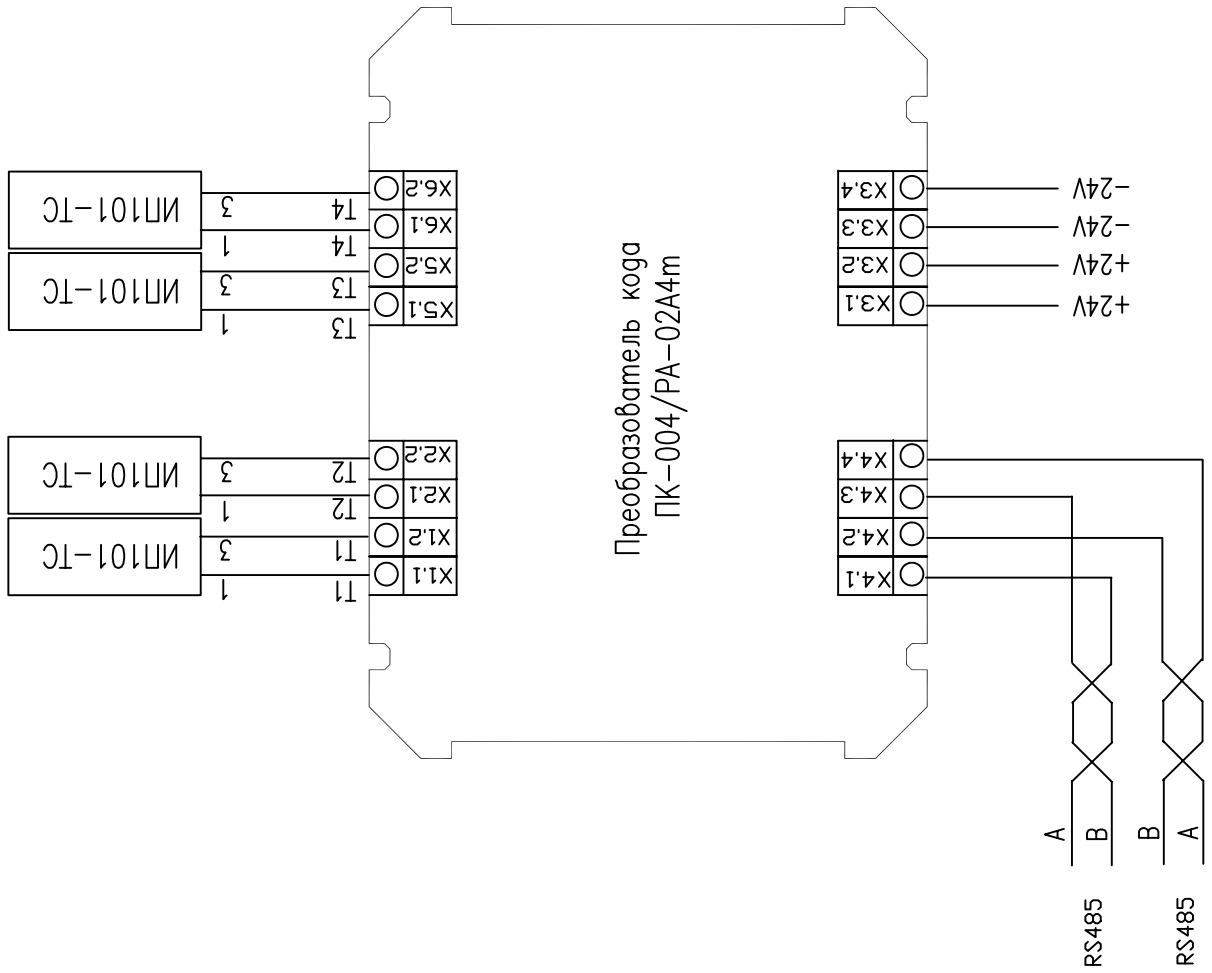 ИП101-ТС
3
Т4
X6.2
1
Т4
X6.1
ИП101-ТС
3
Т3
X5.2
1
Т3
X5.1
ИП101-ТС
3
Т2
X2.2
1
Т2
X2.1
ИП101-ТС
3
Т1
X1.2
1
Т1
X1.1
Преобразователь кода
ПК-004/РА-02А4m
X3.4
-24V
X3.3
-24V
X3.2
+24V
X3.1
+24V
X4.4
X4.3
X4.2
X4.1
A
B
B
A
RS485
RS485